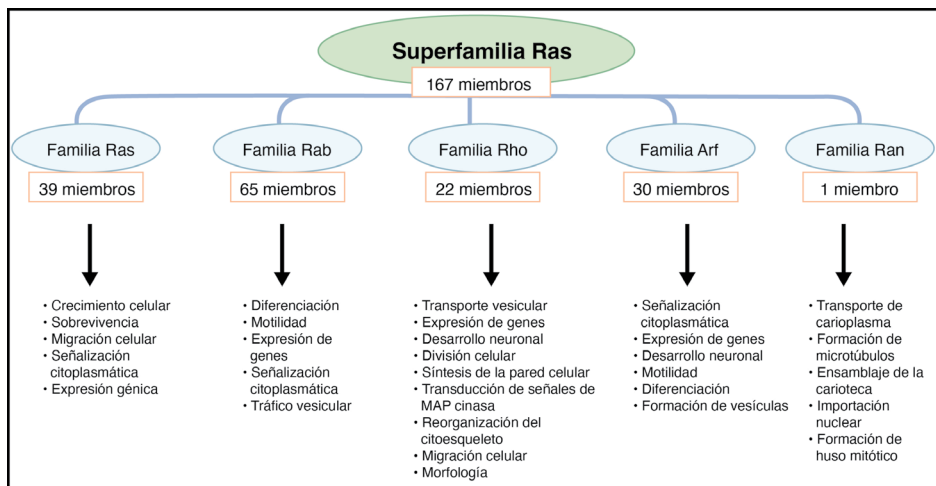 Superfamilia Ras
167 miembros
Familia Ras
39 miembros
Familia Rab
65 miembros
Familia Rho
22 miembros
Familia Arf
30 miembros
Familia Ran
1 miembro
• Crecimiento celular
• Sobrevivencia
• Migración celular
• Señalización
citoplasmática
• Expresión génica
• Diferenciación
• Motilidad
• Expresión de
genes
• Señalización
citoplasmática
• Tráfico vesicular
• Transporte vesicular
• Expresión de genes
• Desarrollo neuronal
• División celular
• Síntesis de la pared celular
• Transducción de señales de
MAP cinasa
• Reorganización del
citoesqueleto
• Migración celular
• Morfología
• Señalización
citoplasmática
• Expresión de genes
• Desarrollo neuronal
• Motilidad
• Diferenciación
• Formación de vesículas
• Transporte de
carioplasma
• Formación de
microtúbulos
• Ensamblaje de la
carioteca
• Importación
nuclear
• Formación de
huso mitótico